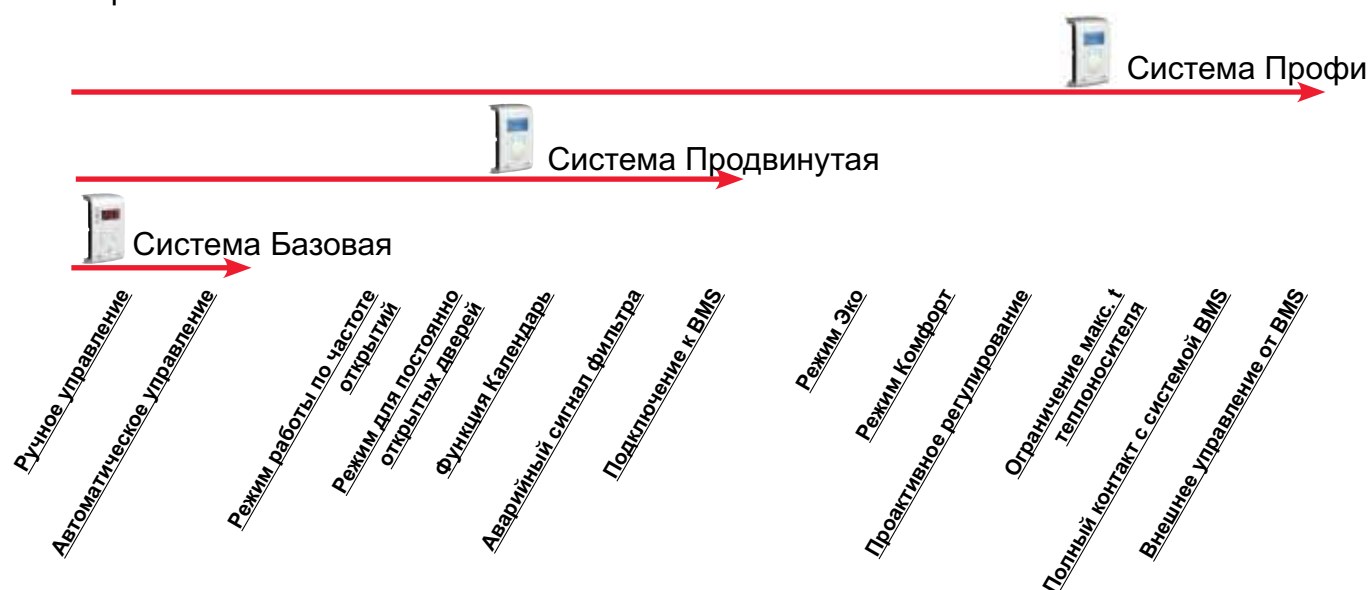 Система Профи
Система Продвинутая
Система Базовая
Ручное управление
Автоматическое управление
Режим работы по частоте
открытий
Режим для постоянно
открытых дверей
Функция Календарь
Аварийный сигнал фильтра
Подключение к BMS
Режим Эко
Режим Комфорт
Проактивное регулирование
Ограничение макс. t
теплоносителя
Полный контакт с системой BMS
Внешнее управление от BMS